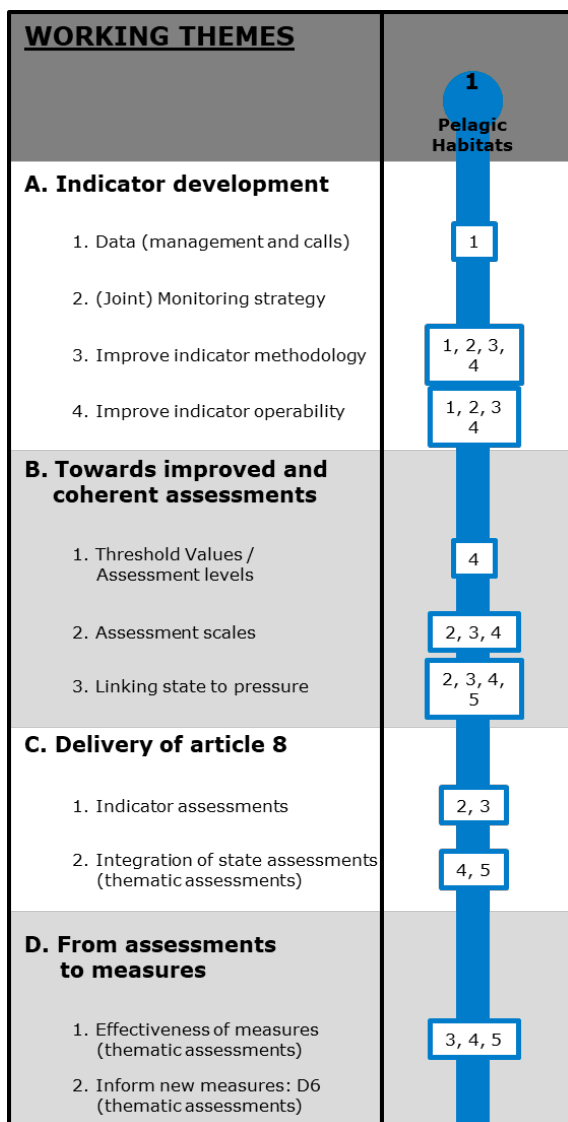 WORKING THEMES
1
Pelagic
Habitats
A. Indicator development
1. Data (management and calls)
1
2. (Joint) Monitoring strategy
3. Improve indicator methodology
1, 2, 3,
4
4. Improve indicator operability
1, 2, 3
4
B. Towards improved and
coherent assessments
1. Threshold Values /
Assessment levels
4
2. Assessment scales
2, 3, 4
3. Linking state to pressure
2, 3, 4,
5
C. Delivery of article 8
1. Indicator assessments
2, 3
2. Integration of state assessments
(thematic assessments)
4, 5
D. From assessments
to measures
1. Effectiveness of measures
(thematic assessments)
3, 4, 5
2. Inform new measures: D6
(thematic assessments)